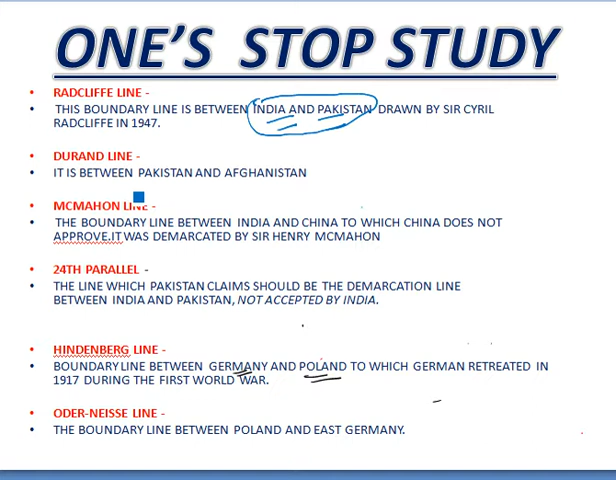 ONE'S STOP STUDY
RADCLIFFE LINE -
THIS BOUNDARY LINE IS BETWEEN INDIA AND PAKISTAN DRAWN BY SIR CYRIL
RADCLIFFE IN 1947.
DURAND LINE -
IT IS BETWEEN PAKISTAN AND AFGHANISTAN
MCMAHON LINE -
THE BOUNDARY LINE BETWEEN INDIA AND CHINA TO WHICH CHINA DOES NOT
APPROVE.IT WAS DEMARCATED BY SIR HENRY MCMAHON
24TH PARALLEL -
THE LINE WHICH PAKISTAN CLAIMS SHOULD BE THE DEMARCATION LINE
BETWEEN INDIA AND PAKISTAN, NOT ACCEPTED BY INDIA.
HINDENBERG LINE -
BOUNDARY LINE BETWEEN GERMANY AND POLAND TO WHICH GERMAN RETREATED IN
1917 DURING THE FIRST WORLD WAR.
ODER-NEISSE LINE -
THE BOUNDARY LINE BETWEEN POLAND AND EAST GERMANY.